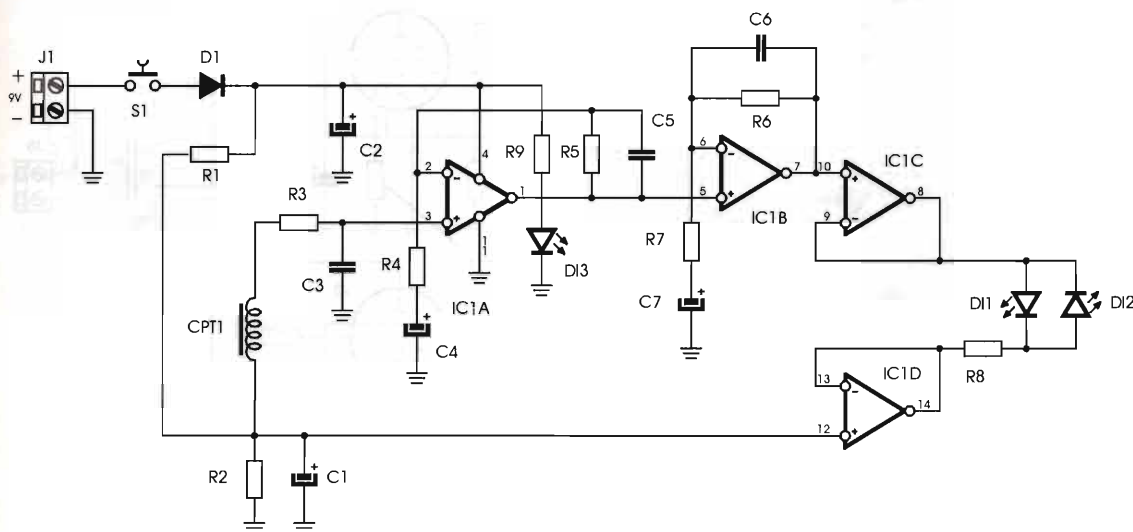 C6
J1
D1
+
9V
–
S1
C2
R1
R3
2
–
4
3
+
1
1
1
R9
R5
C5
R6
6
–
5
+
7
IC1B
10
+
9
–
IC1C
8
R7
C3
R4
IC1A
DI3
C7
+
C4
+
CPT1
DI1
DI2
13
–
12
+
IC1D
14
R8
R2
+
C1
+